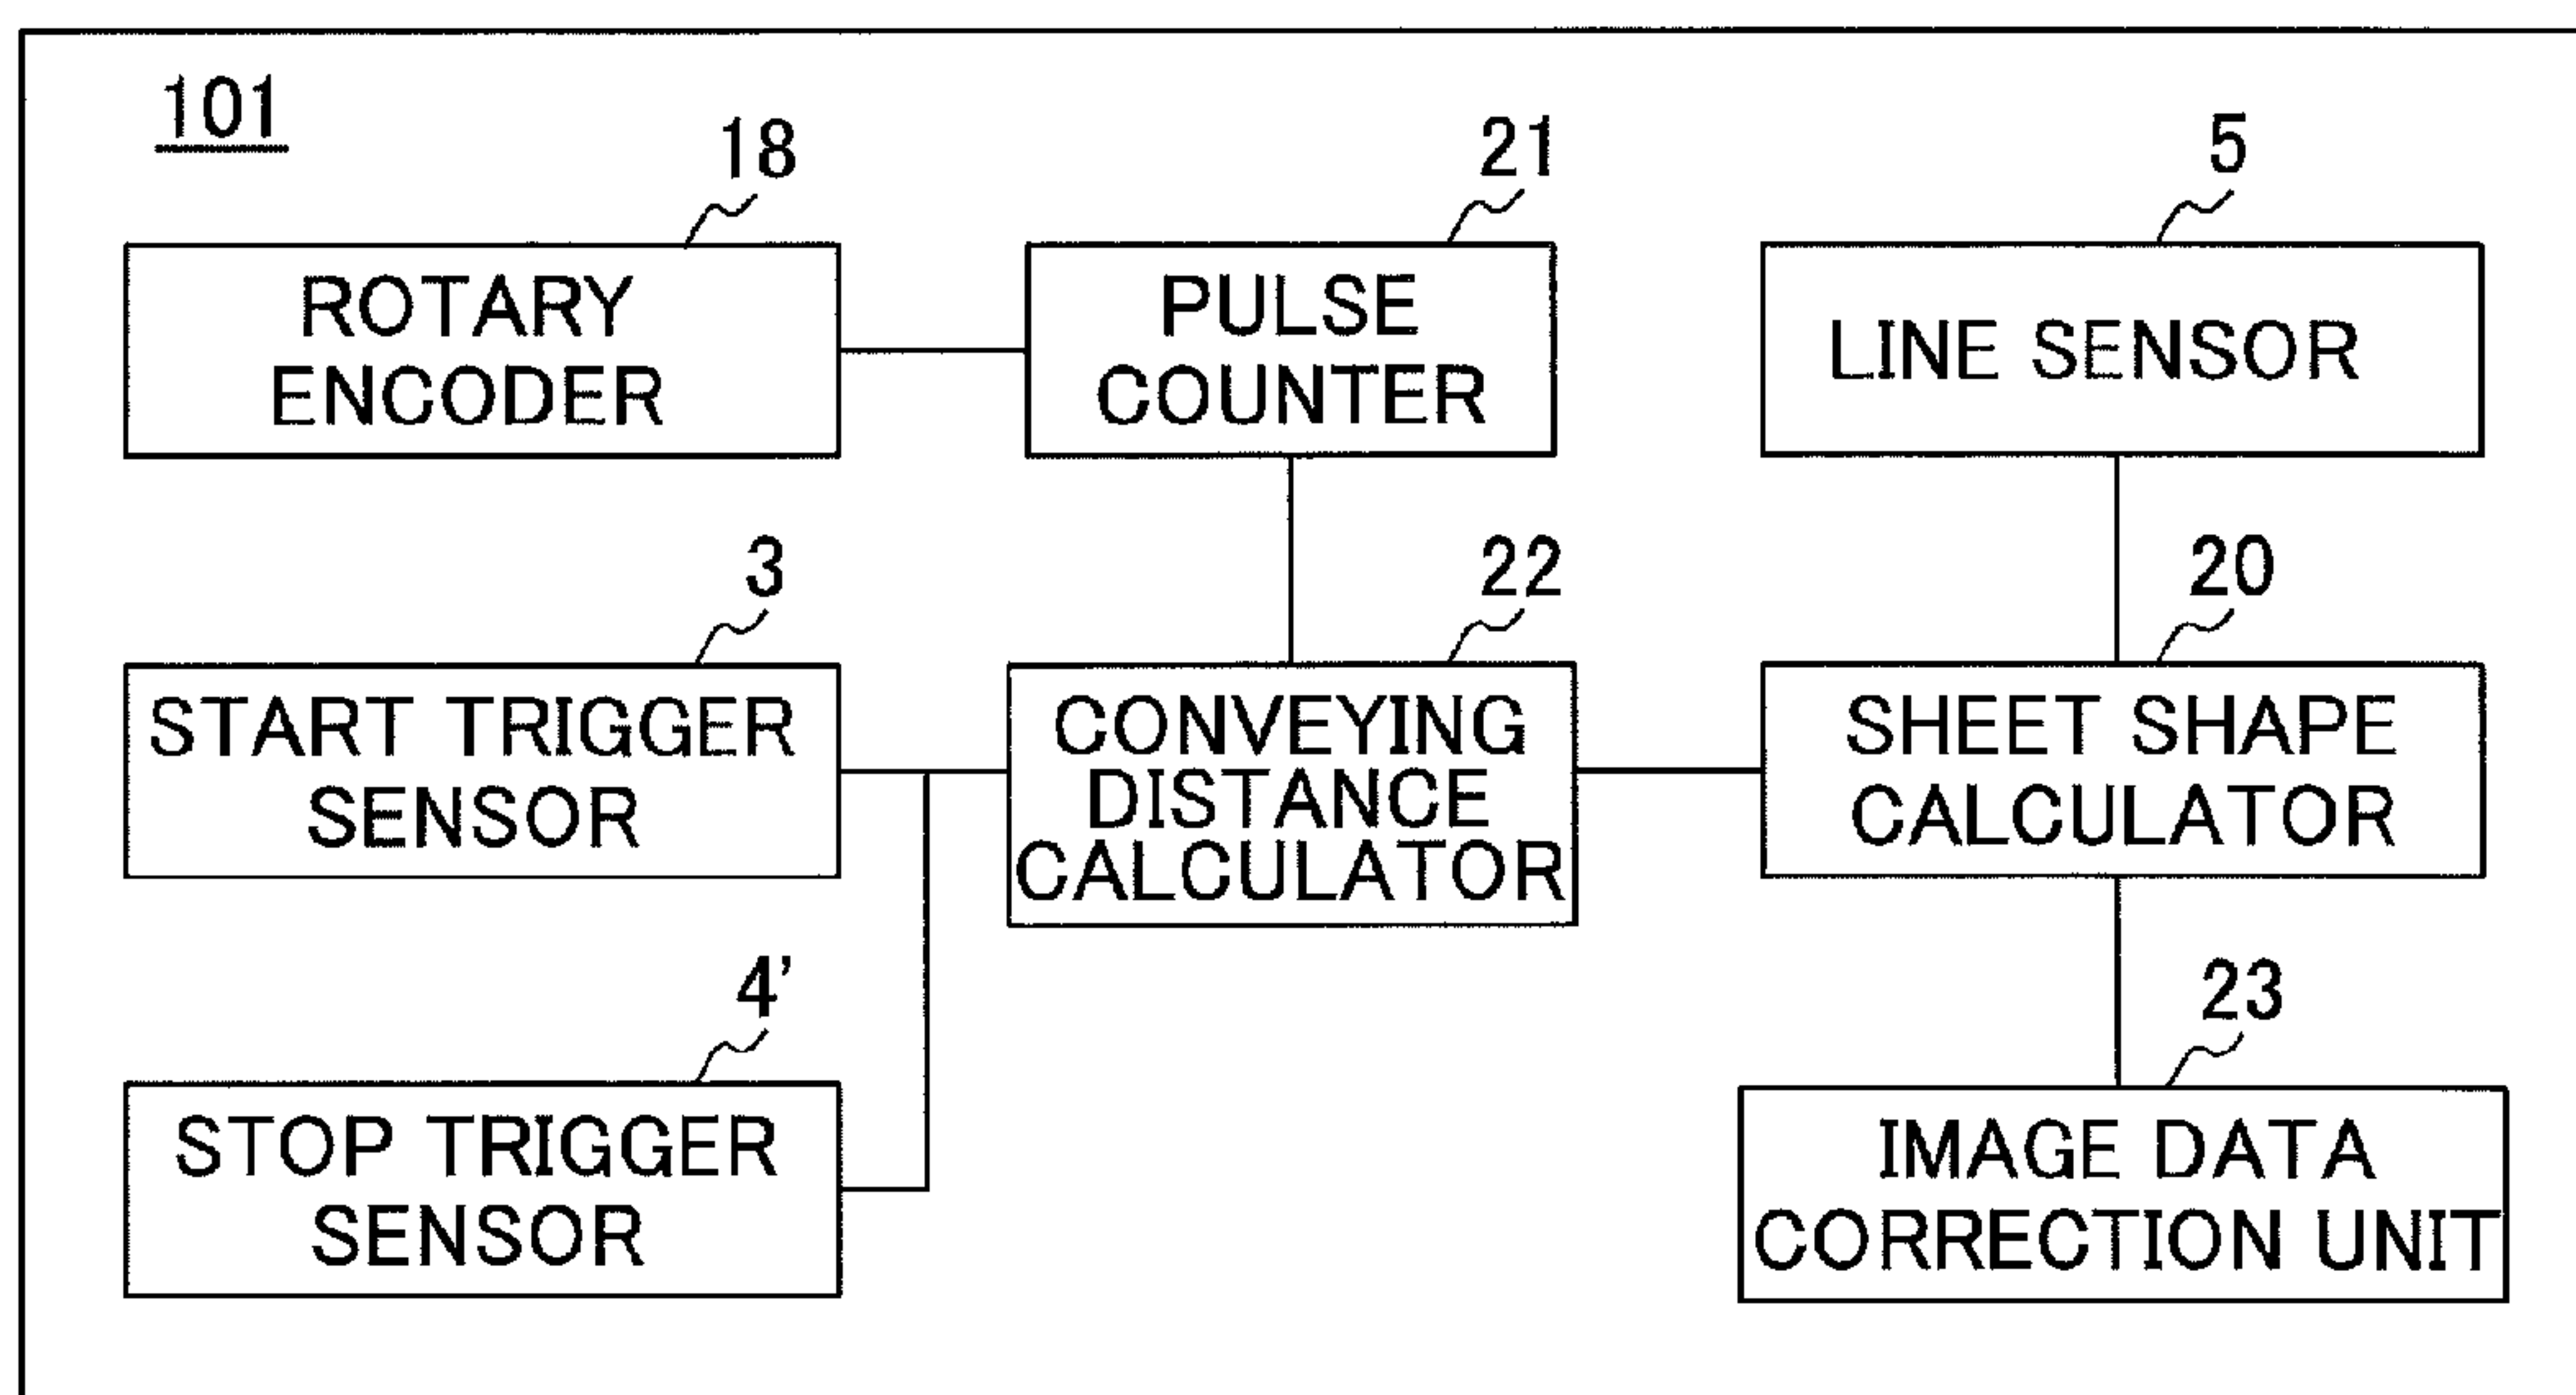 101
18
ROTARY
ENCODER
21
PULSE
COUNTER
5
LINE SENSOR
3
START TRIGGER
SENSOR
22
CONVEYING
DISTANCE
CALCULATOR
20
SHEET SHAPE
CALCULATOR
4'
STOP TRIGGER
SENSOR
23
IMAGE DATA
CORRECTION UNIT